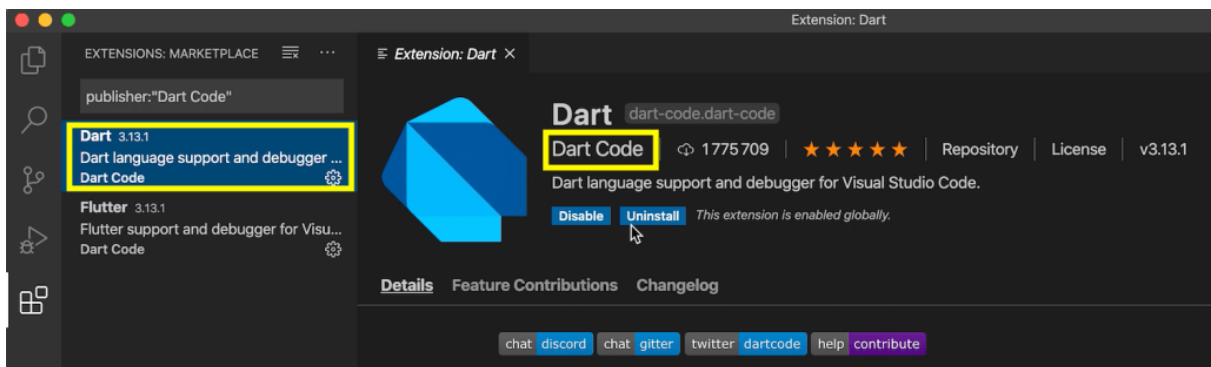 Extension: Dart
EXTENSIONS: MARKETPLACE
publisher:"Dart Code"
Dart 3.13.1
Dart language support and debugger ...
Dart Code
Flutter 3.13.1
Flutter support and debugger for Visu...
Dart Code
Extension: Dart
Dart dart-code.dart-code
Dart Code 1775709 Repository License v3.13.1
Dart language support and debugger for Visual Studio Code.
Disable Uninstall This extension is enabled globally.
Details Feature Contributions Changelog
chat discord chat gitter twitter dartcode help contribute